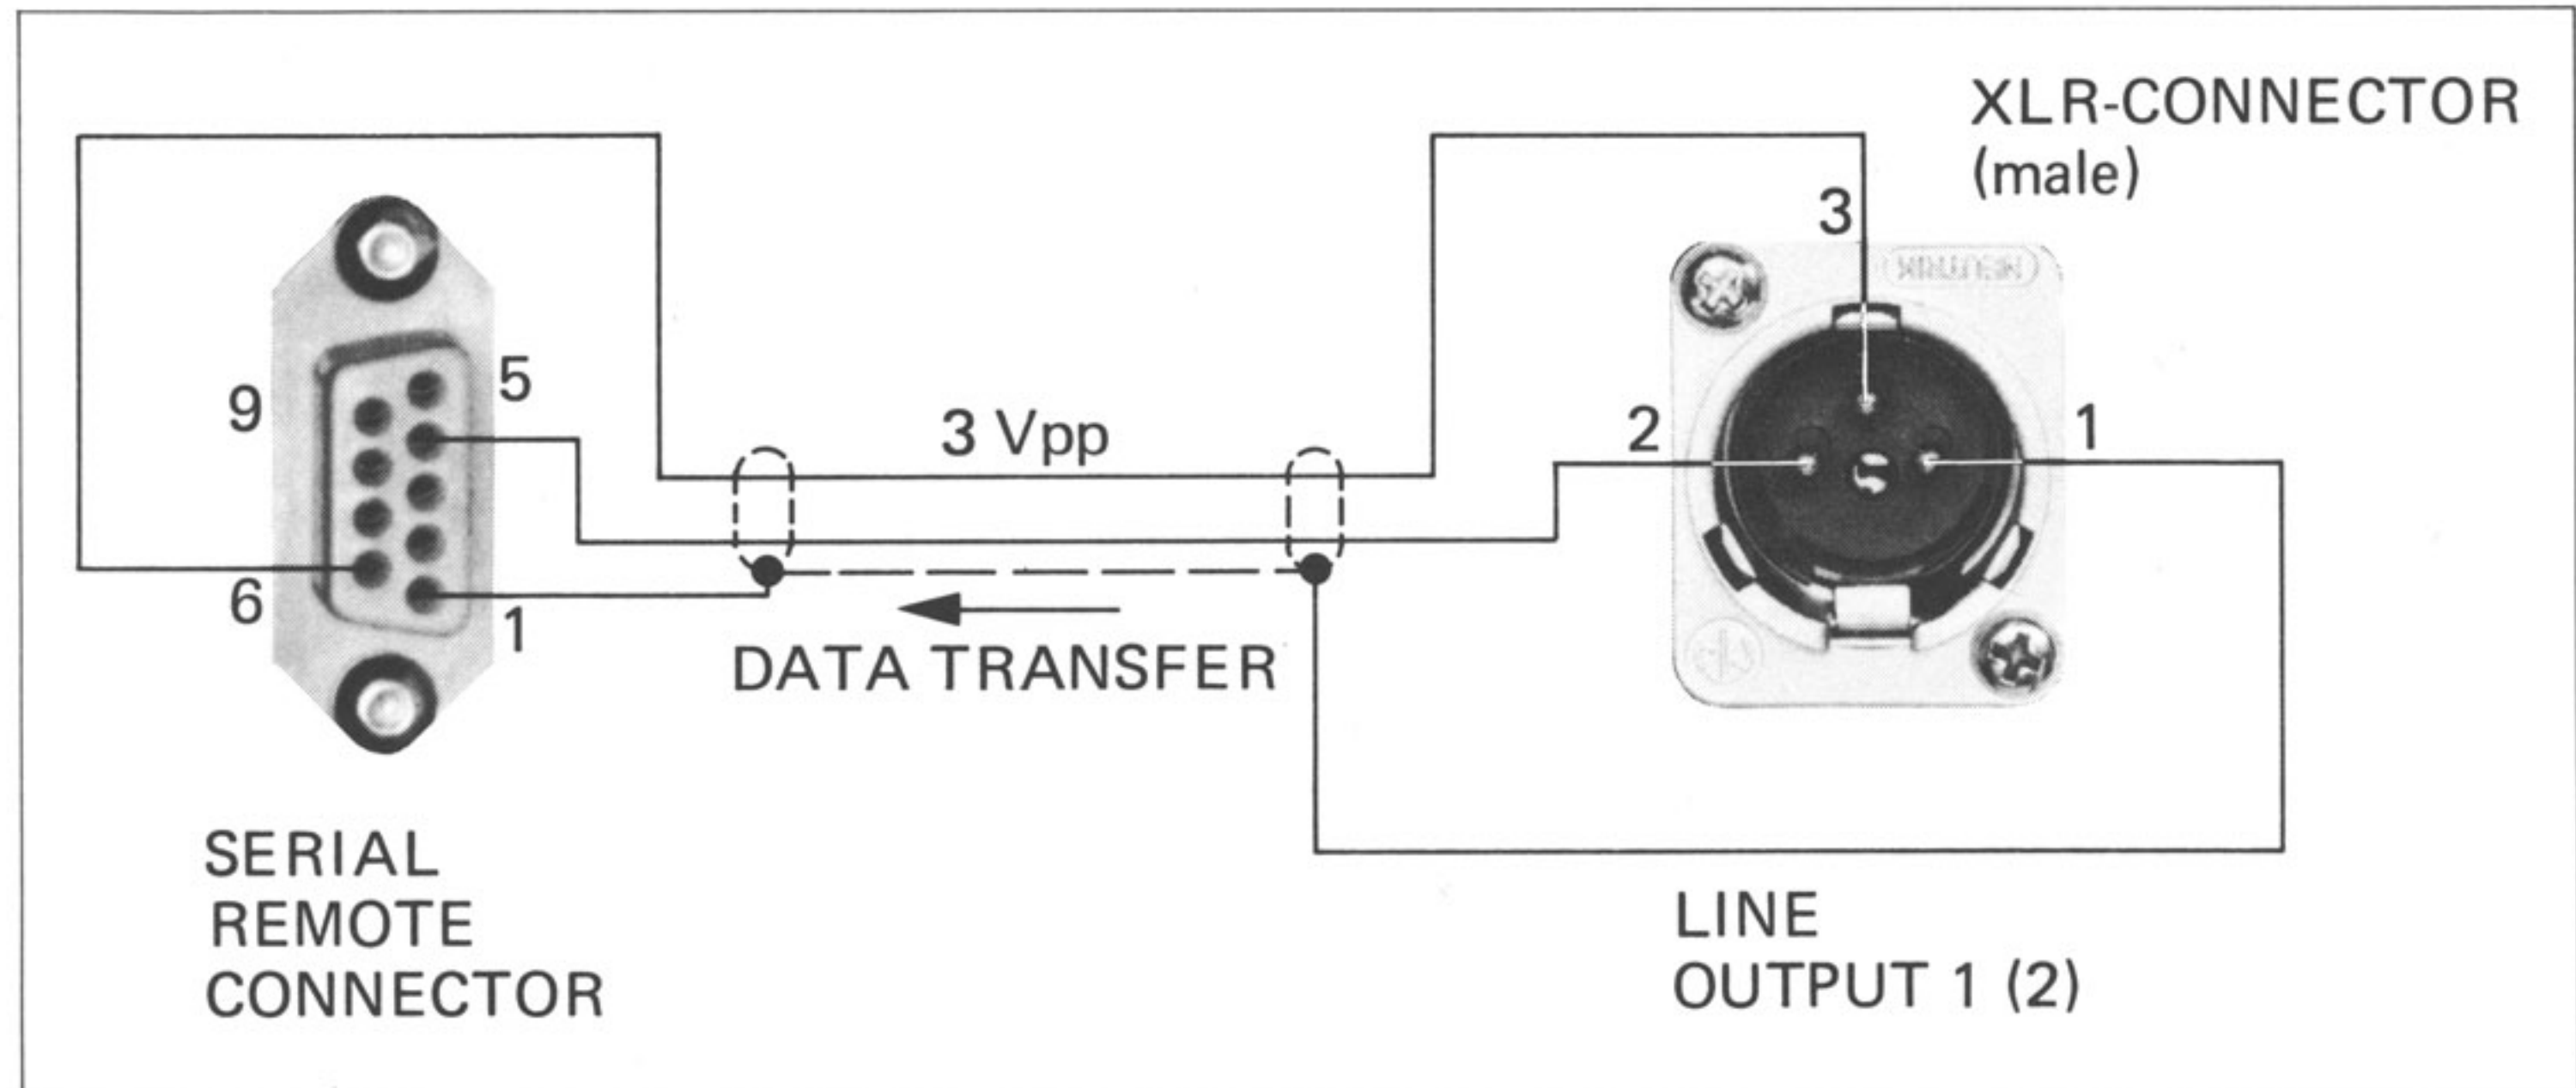 XLR-CONNECTOR
(male)
3
2
1
9
5
6
1
3 Vpp
DATA TRANSFER
SERIAL
REMOTE
CONNECTOR
LINE
OUTPUT 1 (2)
NEUTRIK